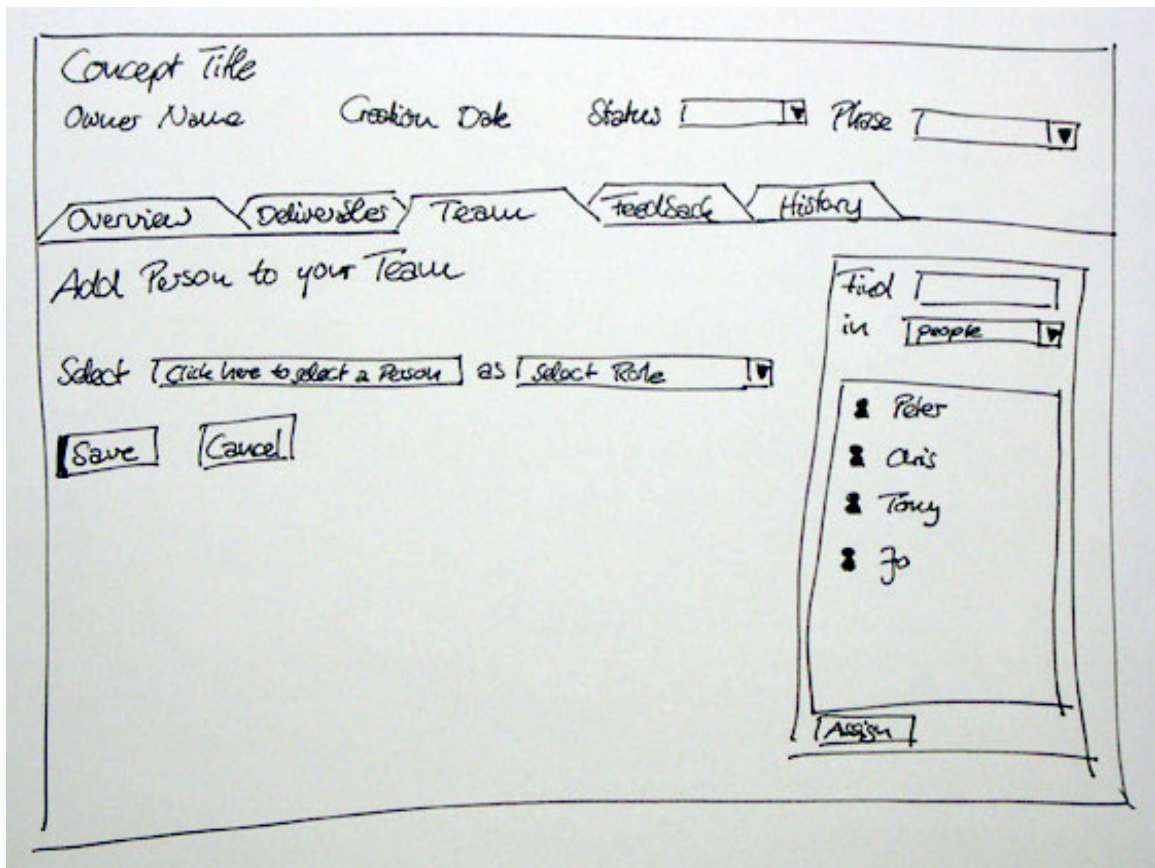 Concept Title
Owner Name Creation Date Status Phase
Overview Deliverables Team Feedback History
Add Person to your Team
Select Click here to select a Person as Select Role
Save Cancel
Find
in people
Peter
Chris
Tony
Jo
Assign